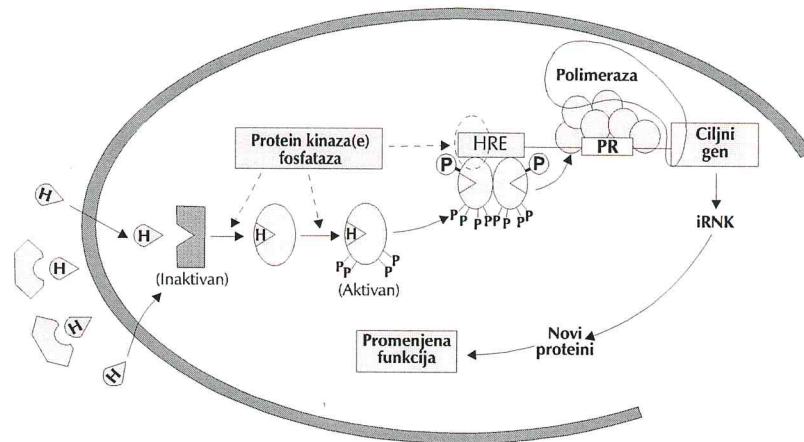 Polimeraza
Protein kinaza(e)
fosfataza
HRE
PR
Ciljni
gen
P
P
H
H
H
H
H
H
H
(Inaktivan)
P
P
P
P
(Aktivan)
P
P
P
P
P
P
P
P
iRNK
Novi
proteini
Promenjena
funkcija